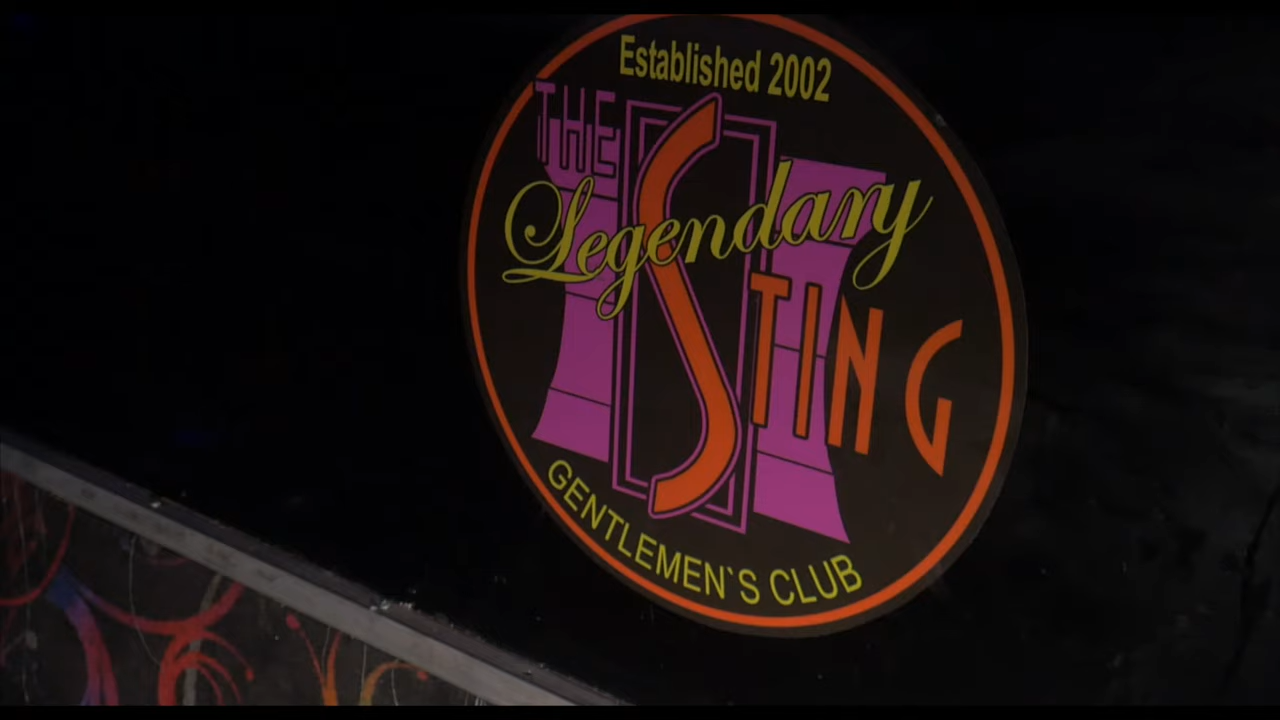 Established 2002
THE
Legendary
STING
GENTLEMEN`S CLUB